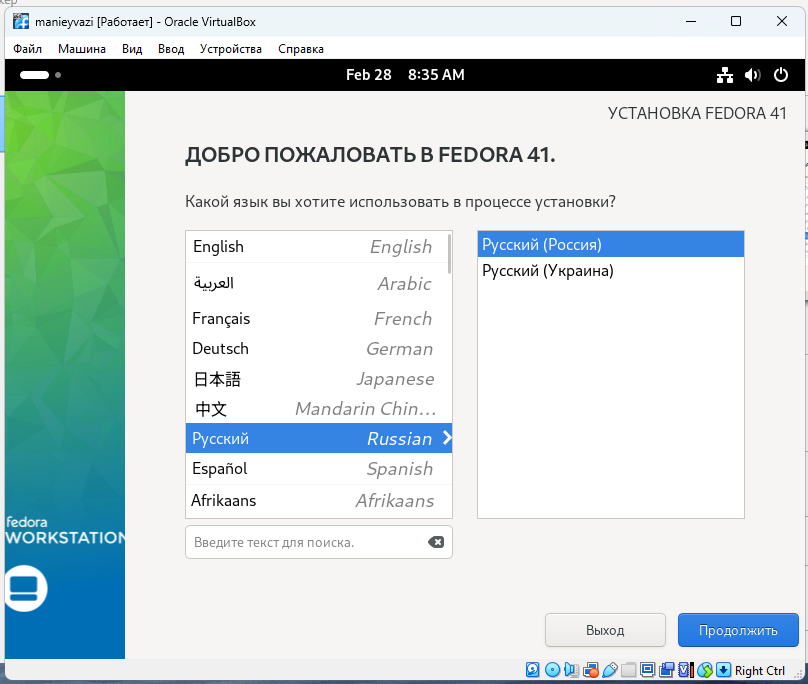 manieyvazi [Работает] - Oracle VirtualBox
Файл Машина Вид Ввод Устройства Справка
Feb 28 8:35 AM
УСТАНОВКА FEDORA 41
ДОБРО ПОЖАЛОВАТЬ В FEDORA 41.
Какой язык вы хотите использовать в процессе установки?
English English
العربية Arabic
Français French
Deutsch German
日本語 Japanese
中文 Mandarin Chin...
Русский Russian
Español Spanish
Afrikaans Afrikaans
Русский (Россия)
Русский (Украина)
Введите текст для поиска.
fedora
WORKSTATION
Выход Продолжить
Right Ctrl